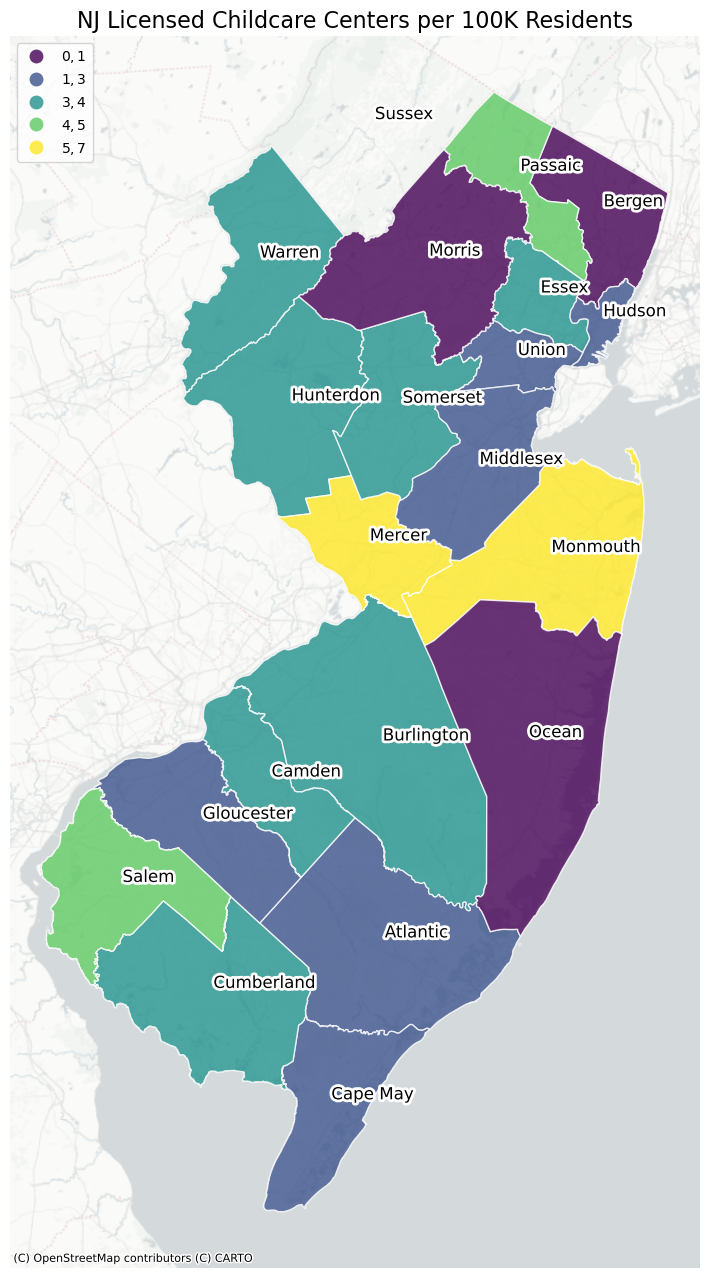 NJ Licensed Childcare Centers per 100K Residents
0, 1
1, 3
3, 4
4, 5
5, 7
Sussex
Passaic
Bergen
Warren
Morris
Essex
Hudson
Union
Hunterdon
Somerset
Middlesex
Mercer
Monmouth
Burlington
Ocean
Camden
Gloucester
Salem
Atlantic
Cumberland
Cape May
(C) OpenStreetMap contributors (C) CARTO